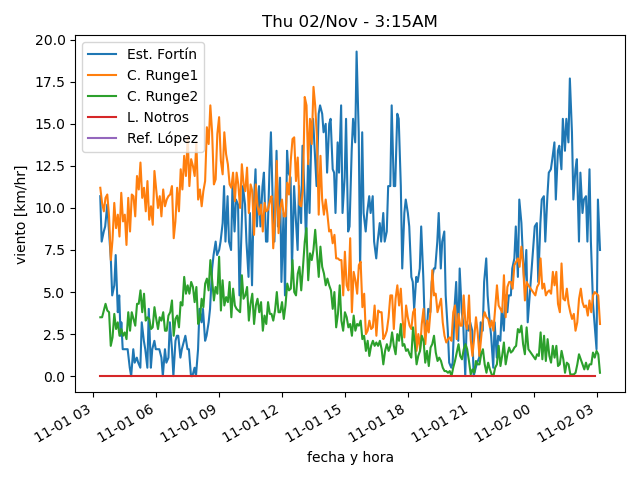 Thu 02/Nov - 3:15AM
20.0
17.5
15.0
12.5
10.0
7.5
5.0
2.5
0.0
viento [km/hr]
Est. Fortín
C. Runge1
C. Runge2
L. Notros
Ref. López
11-01 03
11-01 06
11-01 09
11-01 12
11-01 15
11-01 18
11-01 21
11-02 00
11-02 03
fecha y hora